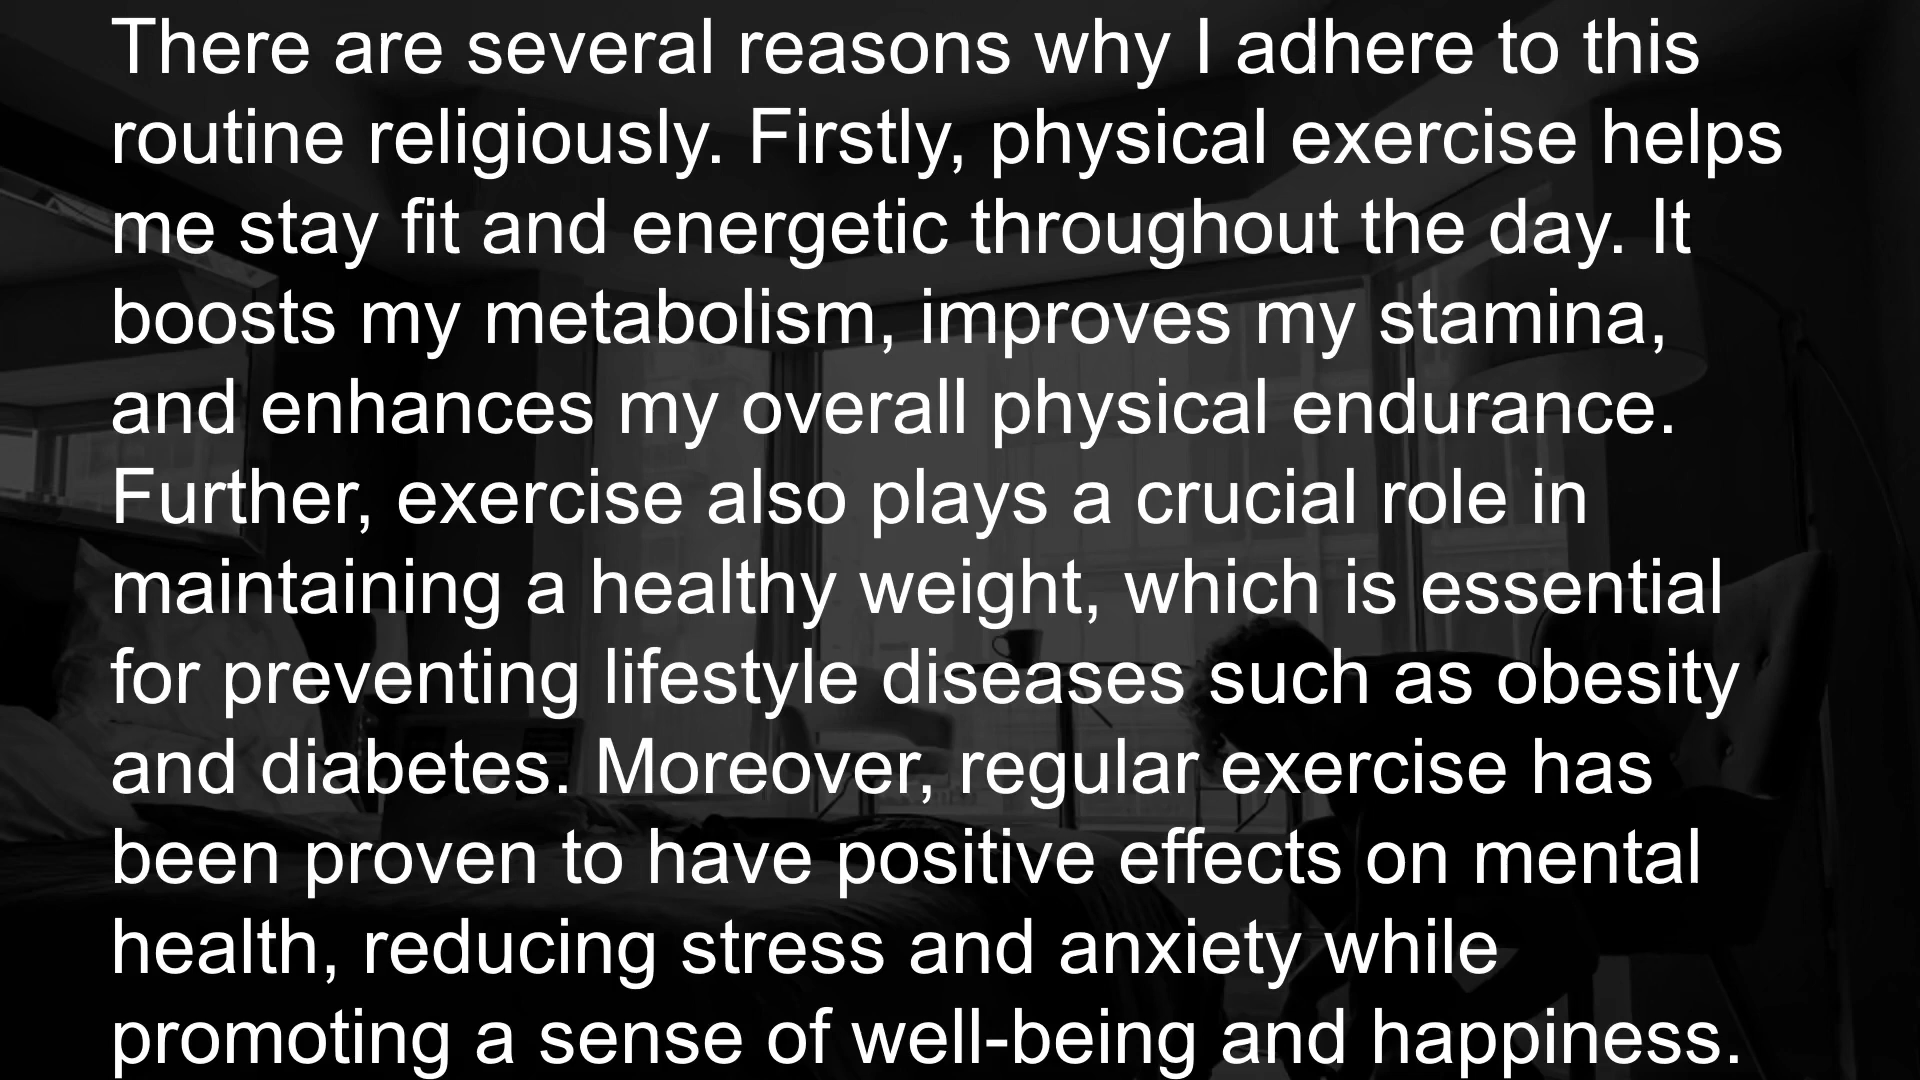 There are several reasons why I adhere to this
routine religiously. Firstly, physical exercise helps
me stay fit and energetic throughout the day. It
boosts my metabolism, improves my stamina,
and enhances my overall physical endurance.
Further, exercise also plays a crucial role in
maintaining a healthy weight, which is essential
for preventing lifestyle diseases such as obesity
and diabetes. Moreover, regular exercise has
been proven to have positive effects on mental
health, reducing stress and anxiety while
promoting a sense of well-being and happiness.